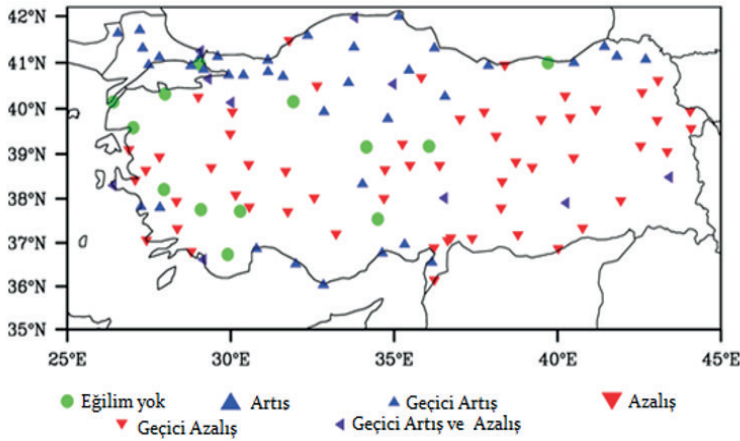 42°N
41°N
40°N
39°N
38°N
37°N
36°N
35°N
25°E 30°E 35°E 40°E 45°E
Eğilim yok Artıs Geçici Artış Azalış
Geçici Azalış Geçici Artış ve Azalış